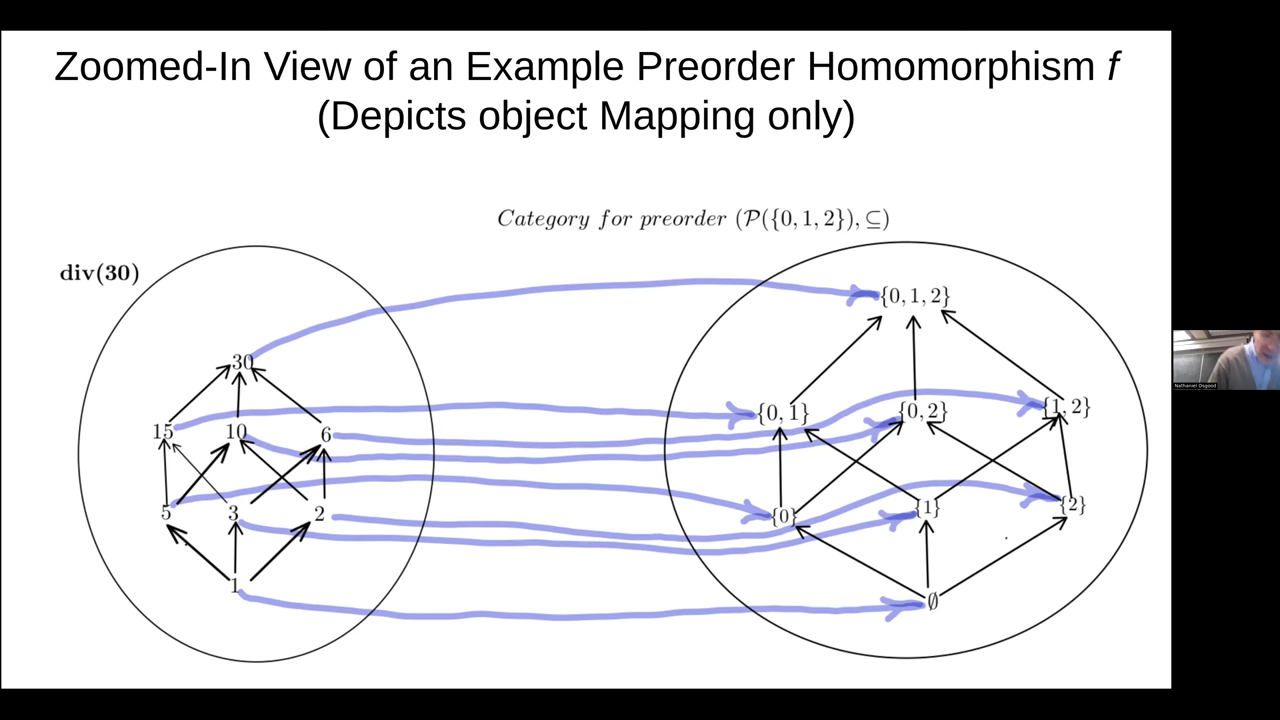 Zoomed-In View of an Example Preorder Homomorphism f
(Depicts object Mapping only)
Category for preorder (𝒫({0, 1, 2}), ⊆)
div(30)
30
15 10 6
5 3 2
1
{0, 1, 2}
{0, 1} {0, 2} {1, 2}
{0} {1} {2}
∅
Nathaniel Osgood